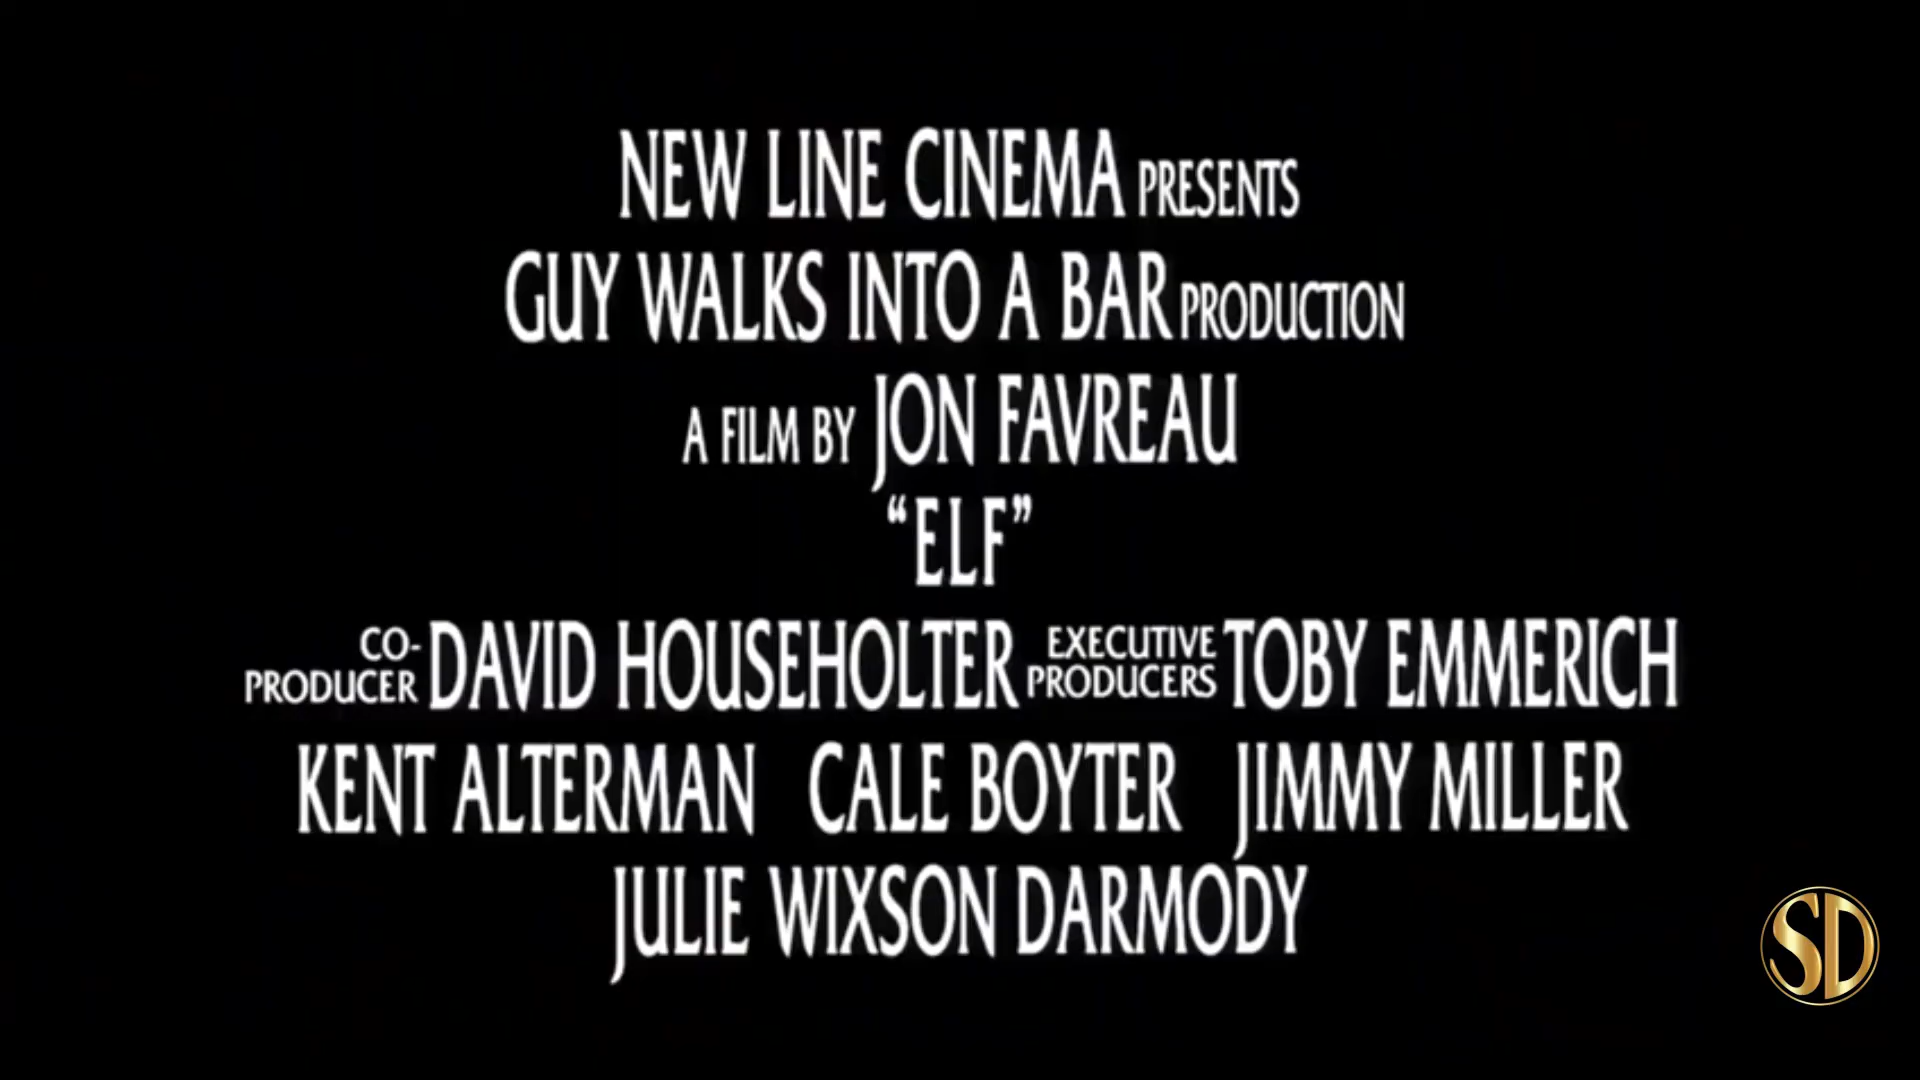 NEW LINE CINEMA PRESENTS
GUY WALKS INTO A BAR PRODUCTION
A FILM BY JON FAVREAU
“ELF”
CO-PRODUCER DAVID HOUSEHOLTER EXECUTIVE PRODUCERS TOBY EMMERICH
KENT ALTERMAN CALE BOYTER JIMMY MILLER
JULIE WIXSON DARMODY
SD